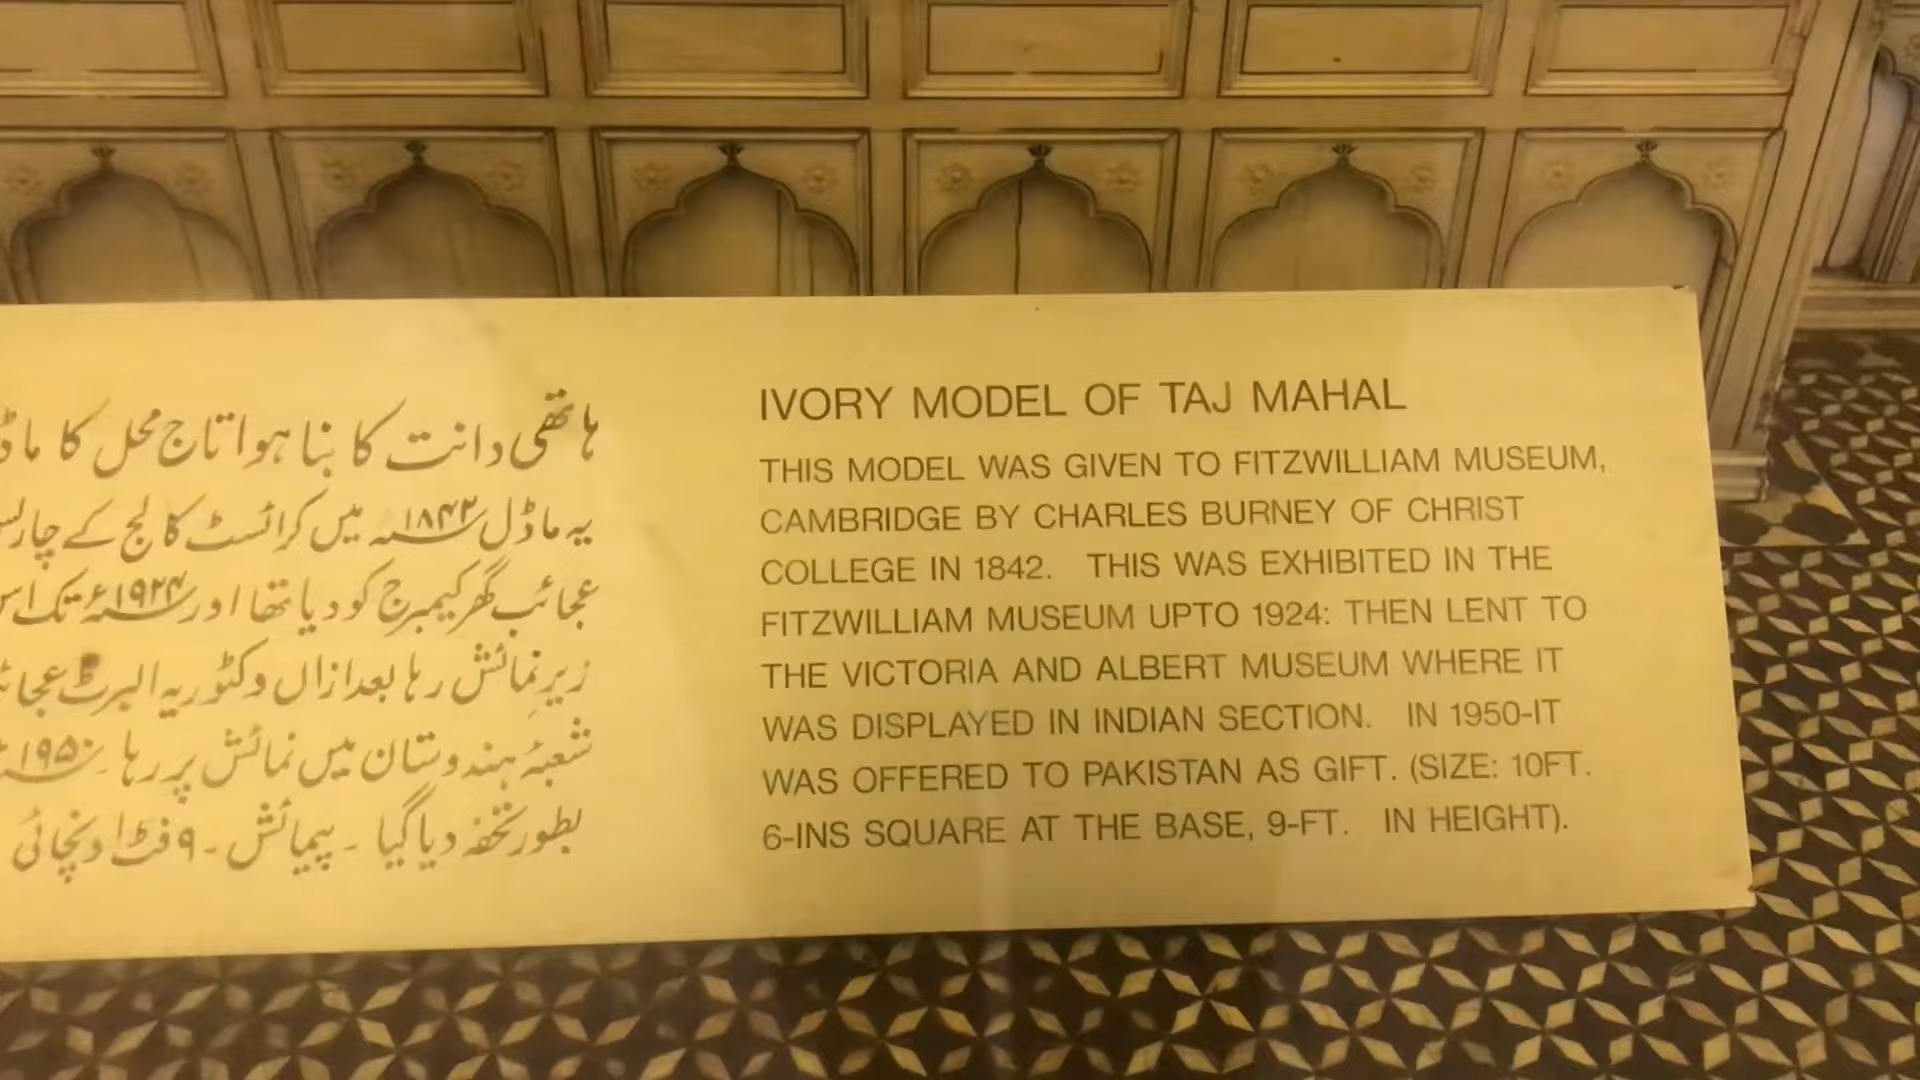 ہاتھی دانت کا بنا ہوا تاج محل کا
یہ ماڈل ۱۸۴۲ء میں کرائسٹ کالج کے
عجائب گھر کیمبرج کو دیا تھا اور ۱۹۲۴ء تک
زیرِ نمائش رہا بعد ازاں وکٹوریہ البرٹ
شعبۂ ہندوستان میں نمائش پر رہا ۔ ۱۹۵۰
بطور تحفہ دیا گیا ۔ پیمائش ۔ ۹ فٹ اونچائی
IVORY MODEL OF TAJ MAHAL
THIS MODEL WAS GIVEN TO FITZWILLIAM MUSEUM,
CAMBRIDGE BY CHARLES BURNEY OF CHRIST
COLLEGE IN 1842. THIS WAS EXHIBITED IN THE
FITZWILLIAM MUSEUM UPTO 1924: THEN LENT TO
THE VICTORIA AND ALBERT MUSEUM WHERE IT
WAS DISPLAYED IN INDIAN SECTION. IN 1950-IT
WAS OFFERED TO PAKISTAN AS GIFT. (SIZE: 10FT.
6-INS SQUARE AT THE BASE, 9-FT. IN HEIGHT).